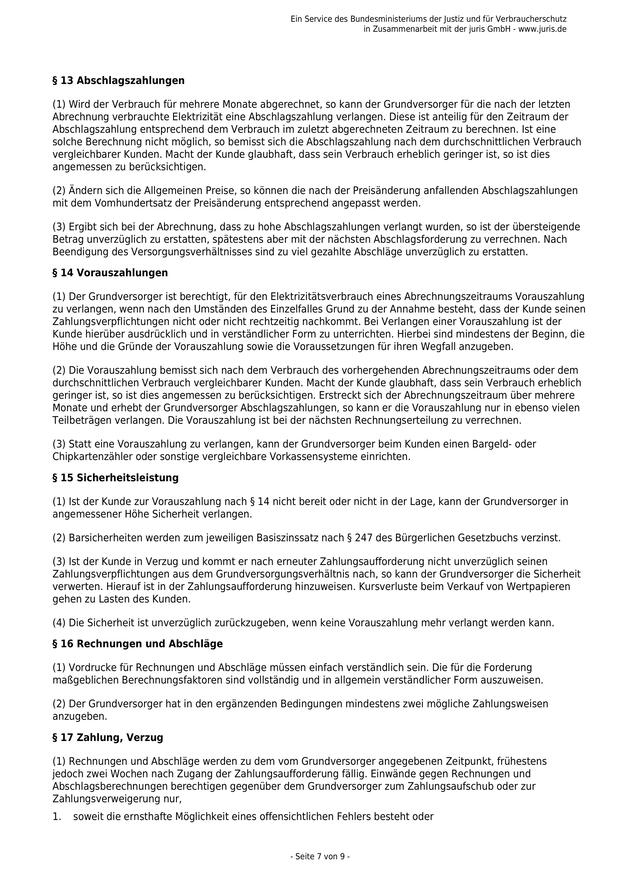 Ein Service des Bundesministeriums der Justiz und für Verbraucherschutz
in Zusammenarbeit mit der juris GmbH - www.juris.de
§ 13 Abschlagszahlungen
(1) Wird der Verbrauch für mehrere Monate abgerechnet, so kann der Grundversorger für die nach der letzten
Abrechnung verbrauchte Elektrizität eine Abschlagszahlung verlangen. Diese ist anteilig für den Zeitraum der
Abschlagszahlung entsprechend dem Verbrauch im zuletzt abgerechneten Zeitraum zu berechnen. Ist eine
solche Berechnung nicht möglich, so bemisst sich die Abschlagszahlung nach dem durchschnittlichen Verbrauch
vergleichbarer Kunden. Macht der Kunde glaubhaft, dass sein Verbrauch erheblich geringer ist, so ist dies
angemessen zu berücksichtigen.
(2) Ändern sich die Allgemeinen Preise, so können die nach der Preisänderung anfallenden Abschlagszahlungen
mit dem Vomhundertsatz der Preisänderung entsprechend angepasst werden.
(3) Ergibt sich bei der Abrechnung, dass zu hohe Abschlagszahlungen verlangt wurden, so ist der übersteigende
Betrag unverzüglich zu erstatten, spätestens aber mit der nächsten Abschlagsforderung zu verrechnen. Nach
Beendigung des Versorgungsverhältnisses sind zu viel gezahlte Abschläge unverzüglich zu erstatten.
§ 14 Vorauszahlungen
(1) Der Grundversorger ist berechtigt, für den Elektrizitätsverbrauch eines Abrechnungszeitraums Vorauszahlung
zu verlangen, wenn nach den Umständen des Einzelfalles Grund zu der Annahme besteht, dass der Kunde seinen
Zahlungsverpflichtungen nicht oder nicht rechtzeitig nachkommt. Bei Verlangen einer Vorauszahlung ist der
Kunde hierüber ausdrücklich und in verständlicher Form zu unterrichten. Hierbei sind mindestens der Beginn, die
Höhe und die Gründe der Vorauszahlung sowie die Voraussetzungen für ihren Wegfall anzugeben.
(2) Die Vorauszahlung bemisst sich nach dem Verbrauch des vorhergehenden Abrechnungszeitraums oder dem
durchschnittlichen Verbrauch vergleichbarer Kunden. Macht der Kunde glaubhaft, dass sein Verbrauch erheblich
geringer ist, so ist dies angemessen zu berücksichtigen. Erstreckt sich der Abrechnungszeitraum über mehrere
Monate und erhebt der Grundversorger Abschlagszahlungen, so kann er die Vorauszahlung nur in ebenso vielen
Teilbeträgen verlangen. Die Vorauszahlung ist bei der nächsten Rechnungserteilung zu verrechnen.
(3) Statt eine Vorauszahlung zu verlangen, kann der Grundversorger beim Kunden einen Bargeld- oder
Chipkartenzähler oder sonstige vergleichbare Vorkassensysteme einrichten.
§ 15 Sicherheitsleistung
(1) Ist der Kunde zur Vorauszahlung nach § 14 nicht bereit oder nicht in der Lage, kann der Grundversorger in
angemessener Höhe Sicherheit verlangen.
(2) Barsicherheiten werden zum jeweiligen Basiszinssatz nach § 247 des Bürgerlichen Gesetzbuchs verzinst.
(3) Ist der Kunde in Verzug und kommt er nach erneuter Zahlungsaufforderung nicht unverzüglich seinen
Zahlungsverpflichtungen aus dem Grundversorgungsverhältnis nach, so kann der Grundversorger die Sicherheit
verwerten. Hierauf ist in der Zahlungsaufforderung hinzuweisen. Kursverluste beim Verkauf von Wertpapieren
gehen zu Lasten des Kunden.
(4) Die Sicherheit ist unverzüglich zurückzugeben, wenn keine Vorauszahlung mehr verlangt werden kann.
§ 16 Rechnungen und Abschläge
(1) Vordrucke für Rechnungen und Abschläge müssen einfach verständlich sein. Die für die Forderung
maßgeblichen Berechnungsfaktoren sind vollständig und in allgemein verständlicher Form auszuweisen.
(2) Der Grundversorger hat in den ergänzenden Bedingungen mindestens zwei mögliche Zahlungsweisen
anzugeben.
§ 17 Zahlung, Verzug
(1) Rechnungen und Abschläge werden zu dem vom Grundversorger angegebenen Zeitpunkt, frühestens
jedoch zwei Wochen nach Zugang der Zahlungsaufforderung fällig. Einwände gegen Rechnungen und
Abschlagsberechnungen berechtigen gegenüber dem Grundversorger zum Zahlungsaufschub oder zur
Zahlungsverweigerung nur,
1. soweit die ernsthafte Möglichkeit eines offensichtlichen Fehlers besteht oder
- Seite 7 von 9 -